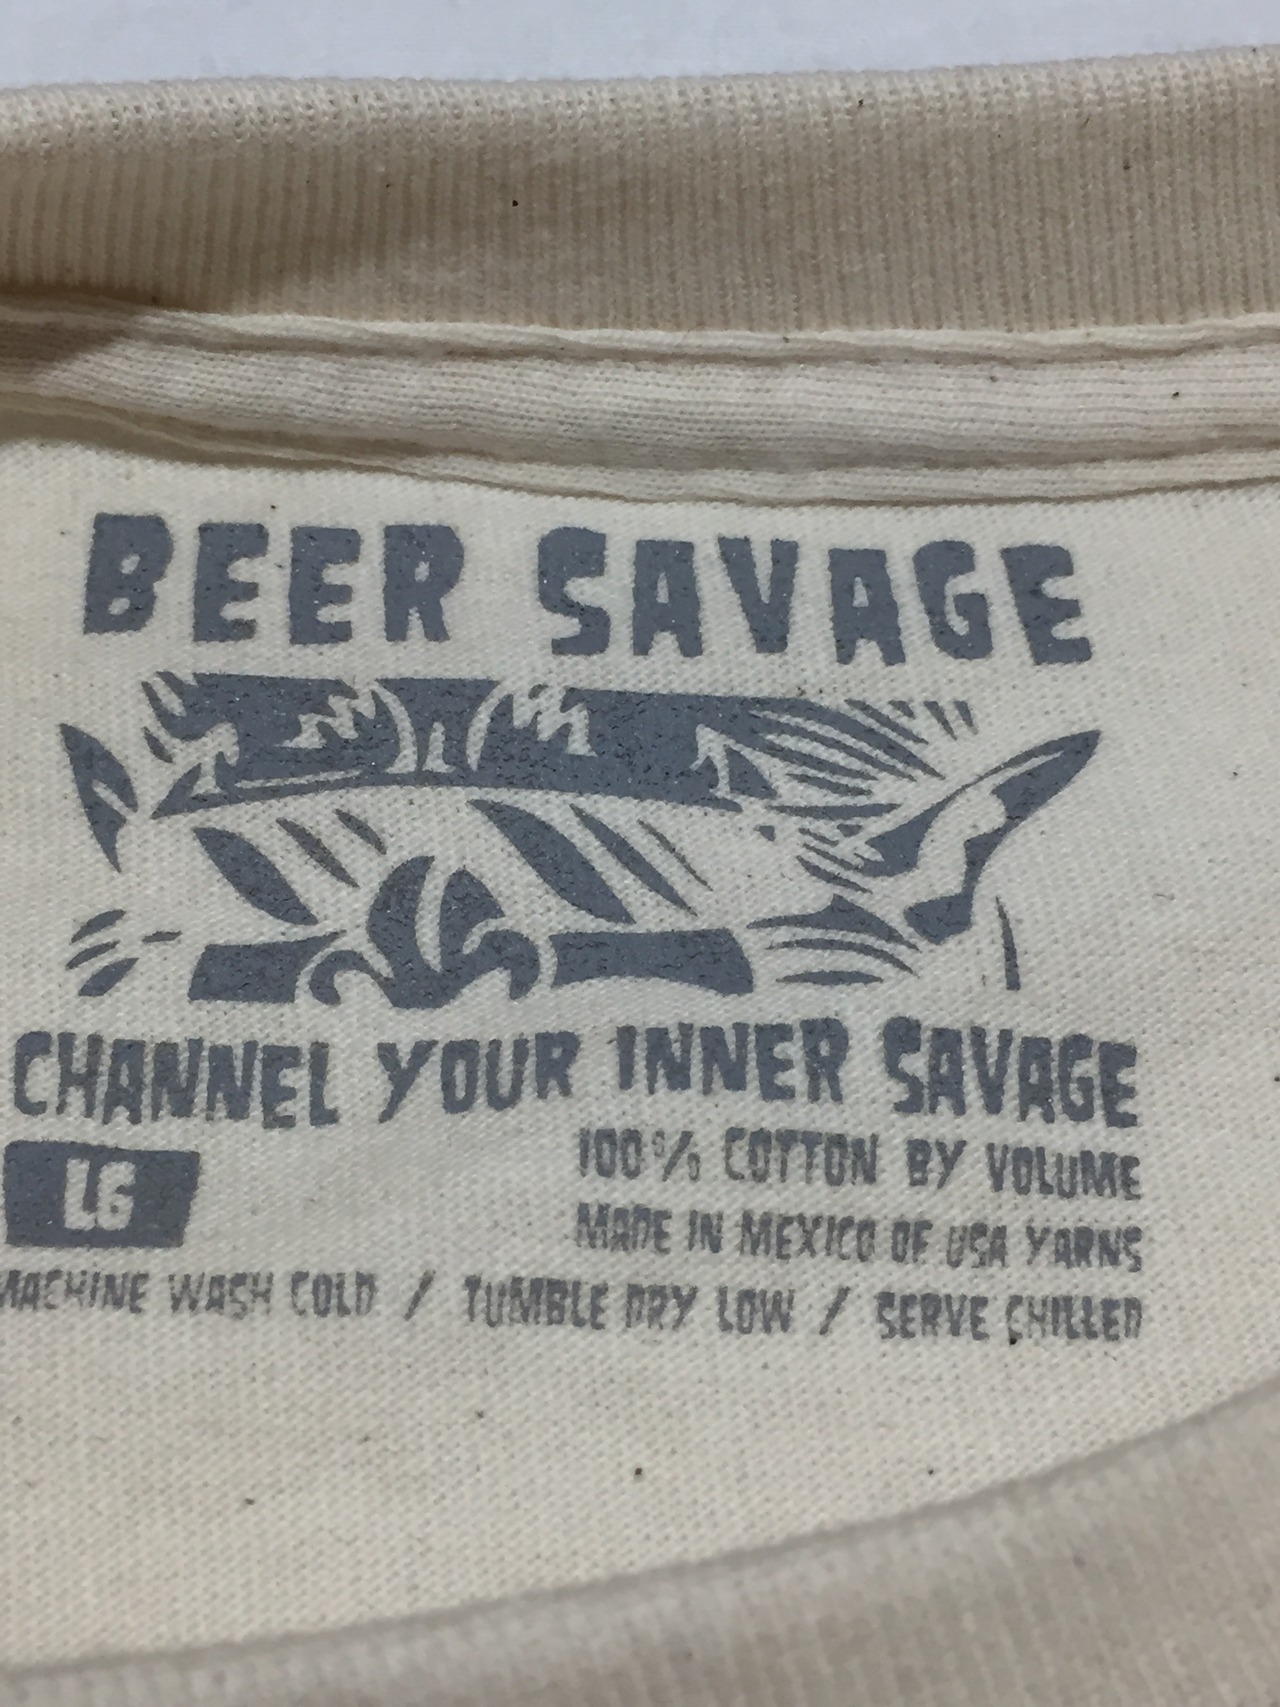 BEER SAVAGE
CHANNEL YOUR INNER SAVAGE
LG
100% COTTON BY VOLUME
MADE IN MEXICO OF USA YARNS
MACHINE WASH COLD / TUMBLE DRY LOW / SERVE CHILLED